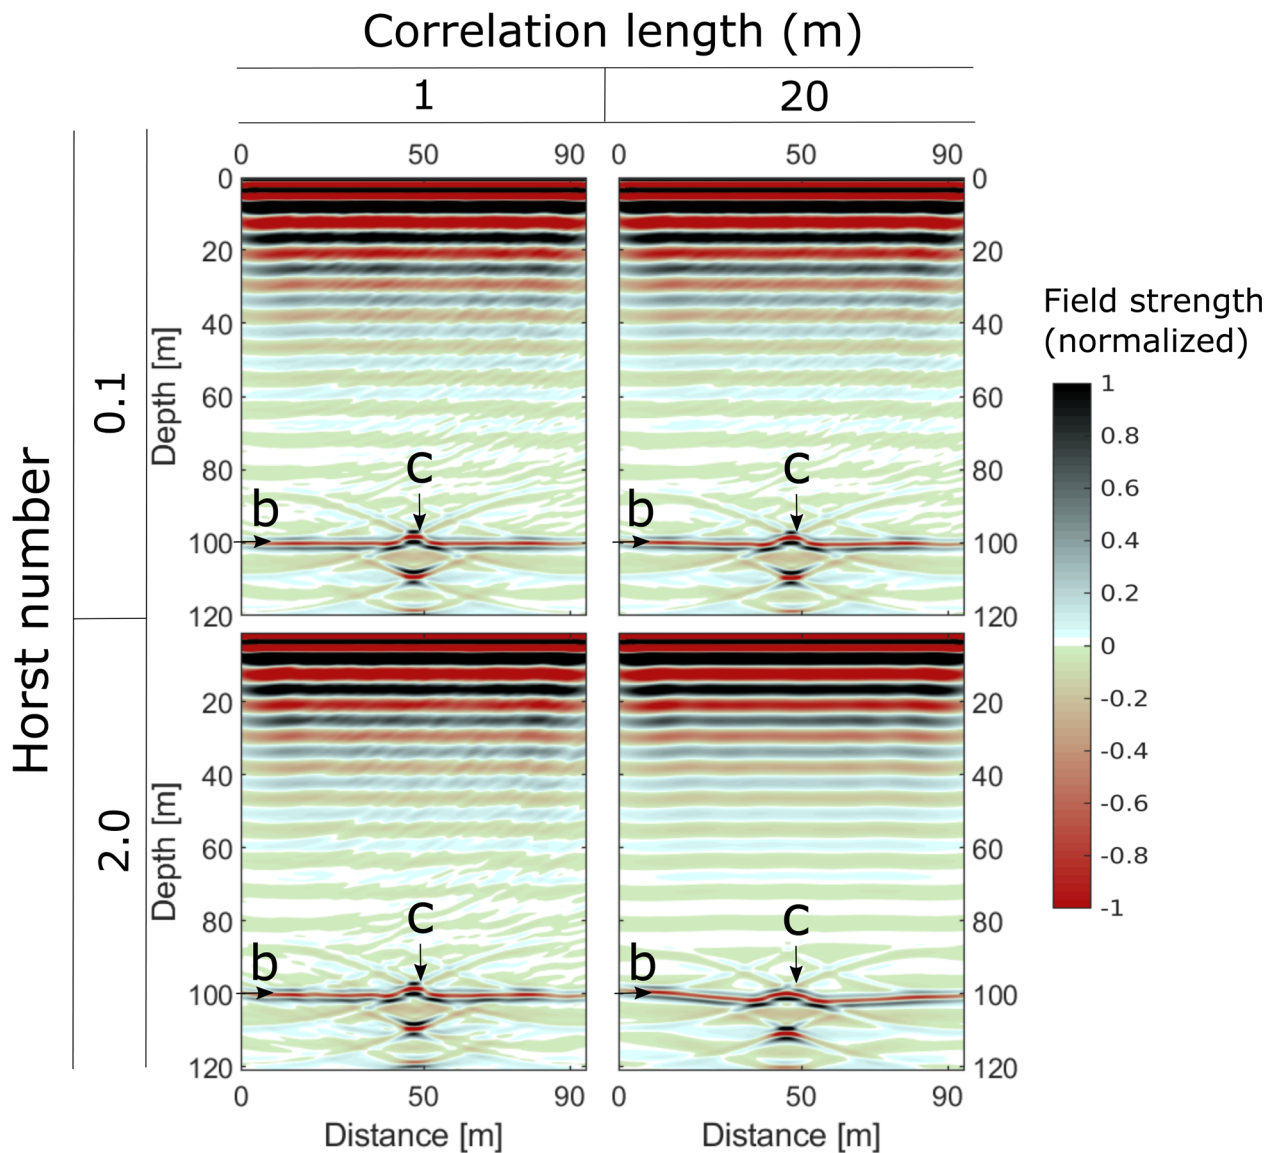 Correlation length (m)
1 20
0 50 90 0 50 90
0 0
20 20
40 40
60 60
80 80
100 100
120 120
Depth [m]
0.1
b c
b c
Horst number
20 20
40 40
60 60
80 80
100 100
120 120
Depth [m]
2.0
b c
b c
0 50 90 0 50 90
Distance [m] Distance [m]
Field strength
(normalized)
1
0.8
0.6
0.4
0.2
0
-0.2
-0.4
-0.6
-0.8
-1